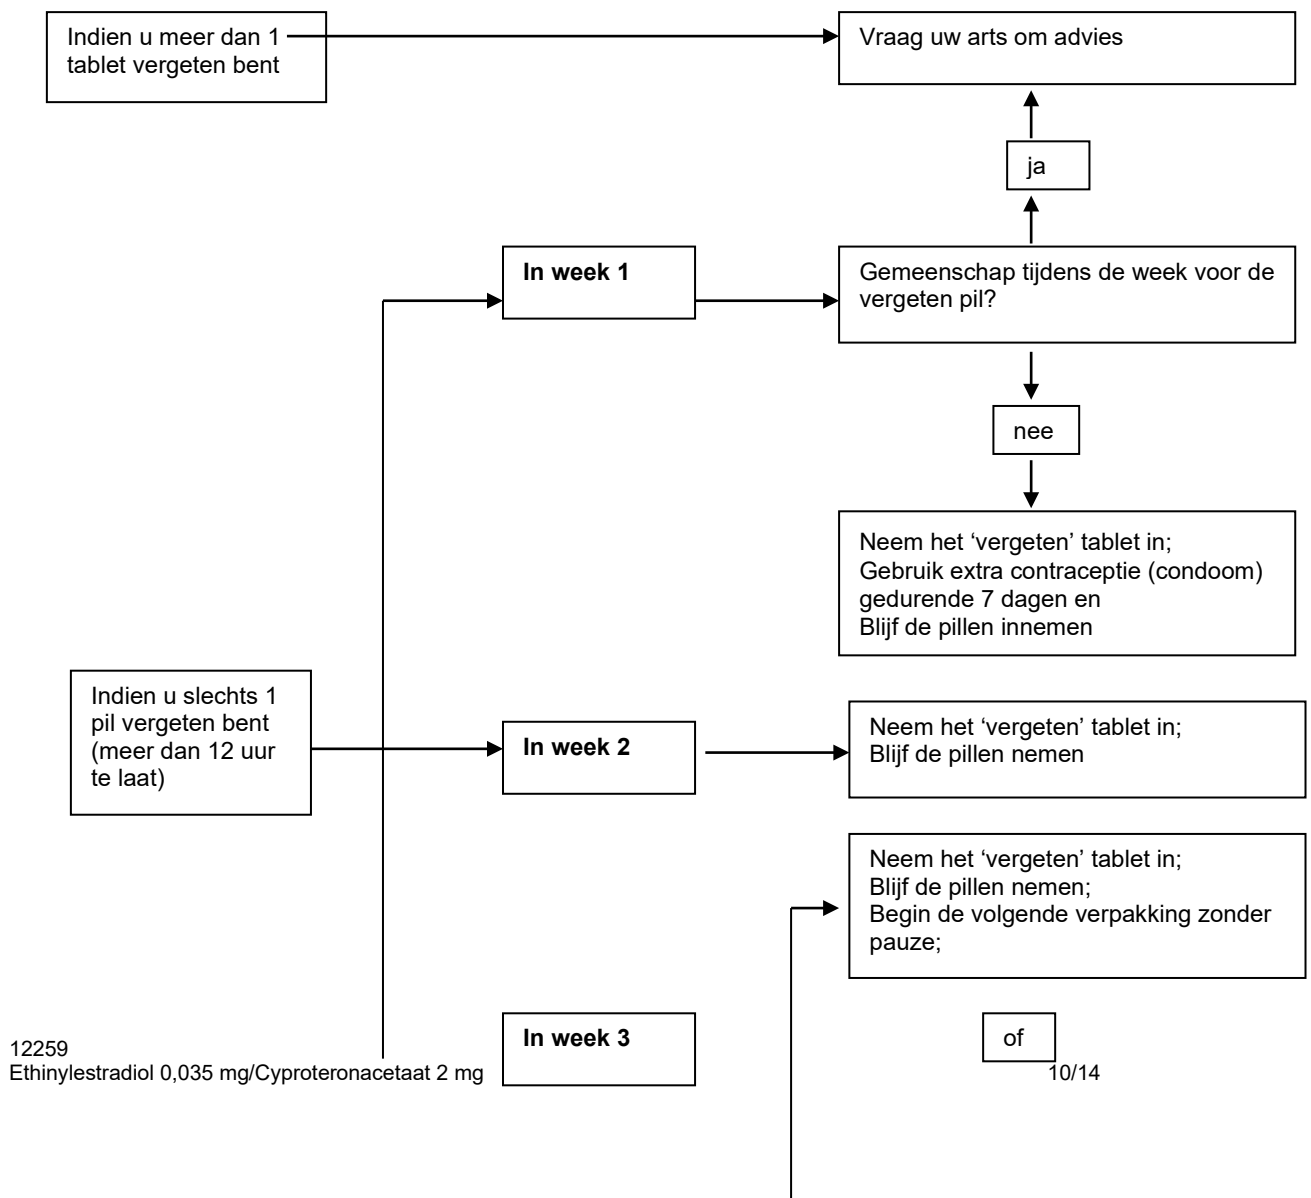 Indien u meer dan 1
tablet vergeten bent
Vraag uw arts om advies
ja
In week 1
Gemeenschap tijdens de week voor de
vergeten pil?
nee
Neem het ‘vergeten’ tablet in;
Gebruik extra contraceptie (condoom)
gedurende 7 dagen en
Blijf de pillen innemen
Indien u slechts 1
pil vergeten bent
(meer dan 12 uur
te laat)
In week 2
Neem het ‘vergeten’ tablet in;
Blijf de pillen nemen
Neem het ‘vergeten’ tablet in;
Blijf de pillen nemen;
Begin de volgende verpakking zonder
pauze;
In week 3
of
12259
Ethinylestradiol 0,035 mg/Cyproteronacetaat 2 mg
10/14